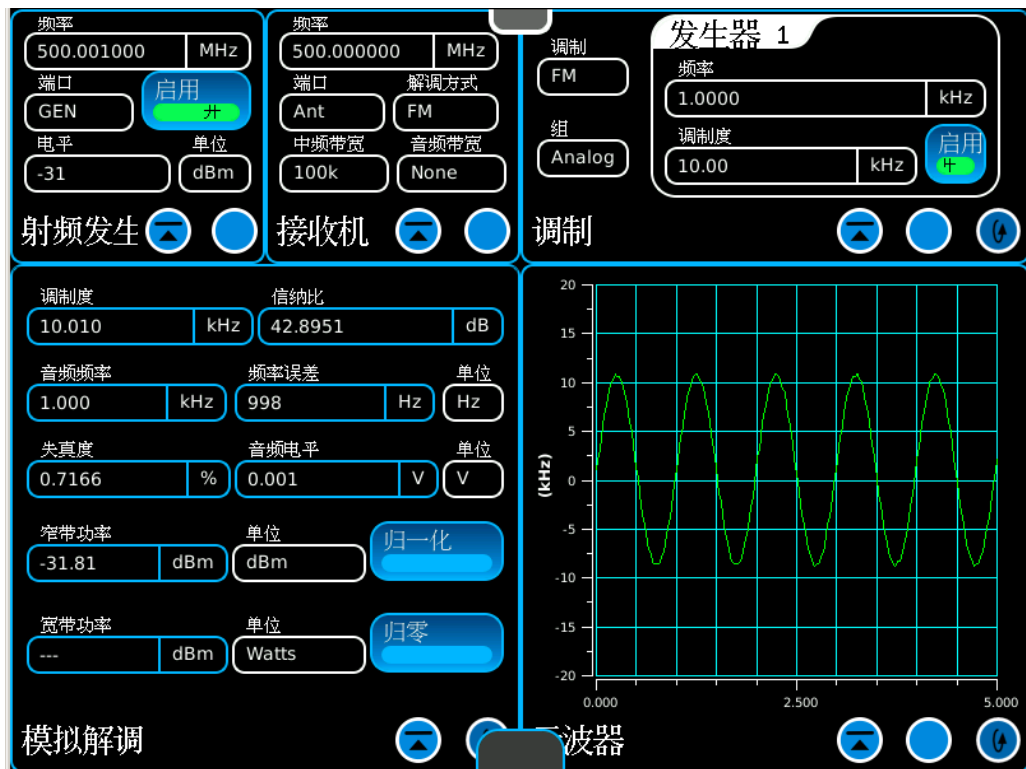 频率
500.001000 MHz
端口
GEN
启用
开
电平 单位
-31 dBm
射频发生
频率
500.000000 MHz
端口 解调方式
Ant FM
中频带宽 音频带宽
100k None
接收机
调制
FM
组
Analog
发生器 1
频率
1.0000 kHz
调制度
10.00 kHz
启用
调制
调制度 信纳比
10.010 kHz 42.8951 dB
音频频率 频率误差 单位
1.000 kHz 998 Hz Hz
失真度 音频电平 单位
0.7166 % 0.001 V V
窄带功率 单位
-31.81 dBm dBm
归一化
宽带功率 单位
--- dBm Watts
归零
模拟解调
20
15
10
5
0
-5
-10
-15
-20
(kHz)
0.000 2.500 5.000
波器